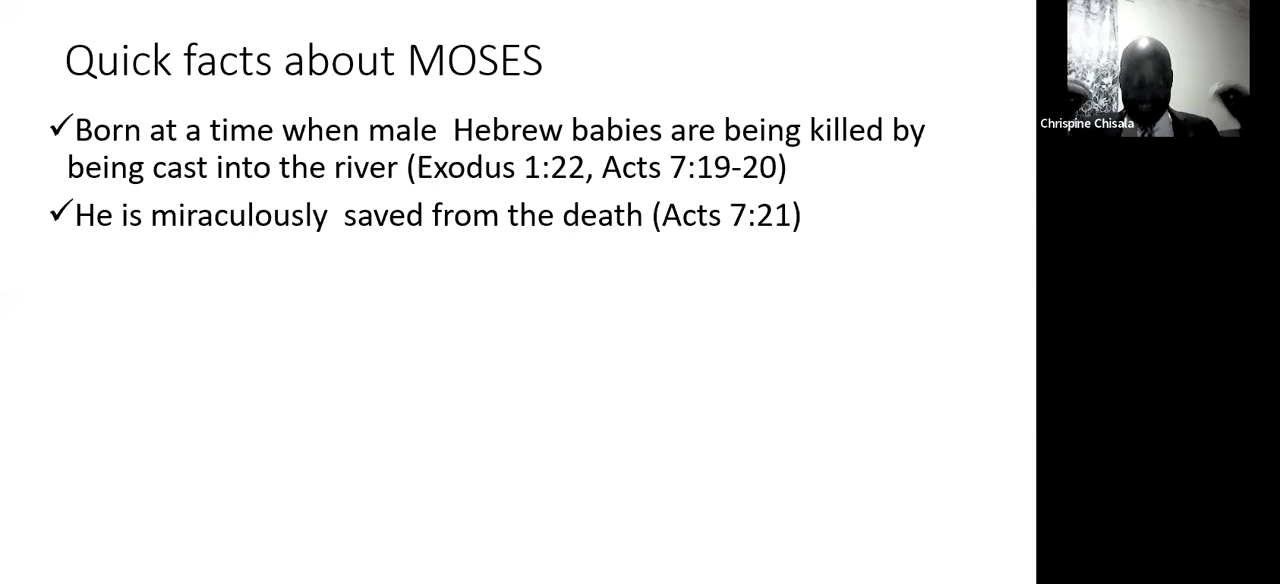 Quick facts about MOSES
✓Born at a time when male  Hebrew babies are being killed by
being cast into the river (Exodus 1:22, Acts 7:19-20)
✓He is miraculously  saved from the death (Acts 7:21)
Chrispine Chisala